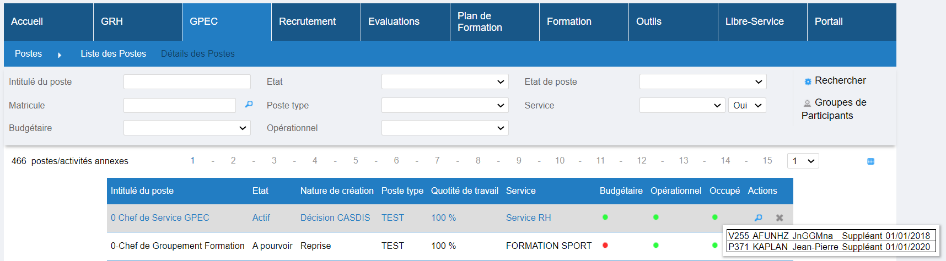 Accueil GRH GPEC Recrutement Evaluations Plan de Formation Formation Outils Libre-Service Portail
Postes Liste des Postes Détails des Postes
Intitulé du poste Etat Etat de poste Rechercher
Matricule Poste type Service Oui Groupes de Participants
Budgétaire Opérationnel
466 postes/activités annexes 1 - 2 - 3 - 4 - 5 - 6 - 7 - 8 - 9 - 10 - 11 - 12 - 13 - 14 - 15 1
Intitulé du poste Etat Nature de création Poste type Quotité de travail Service Budgétaire Opérationnel Occupé Actions
0 Chef de Service GPEC Actif Décision CASDIS TEST 100 % Service RH
V255 AFUNHZ JnGGMna Suppléant 01/01/2018
0-Chef de Groupement Formation A pourvoir Reprise TEST 100 % FORMATION SPORT
P371 KAPLAN Jean-Pierre Suppléant 01/01/2020